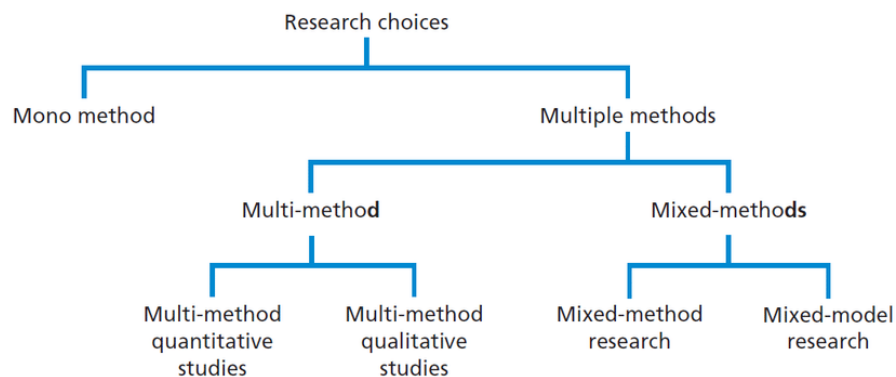 Research choices
Mono method
Multiple methods
Multi-method
Mixed-methods
Multi-method
quantitative
studies
Multi-method
qualitative
studies
Mixed-method
research
Mixed-model
research